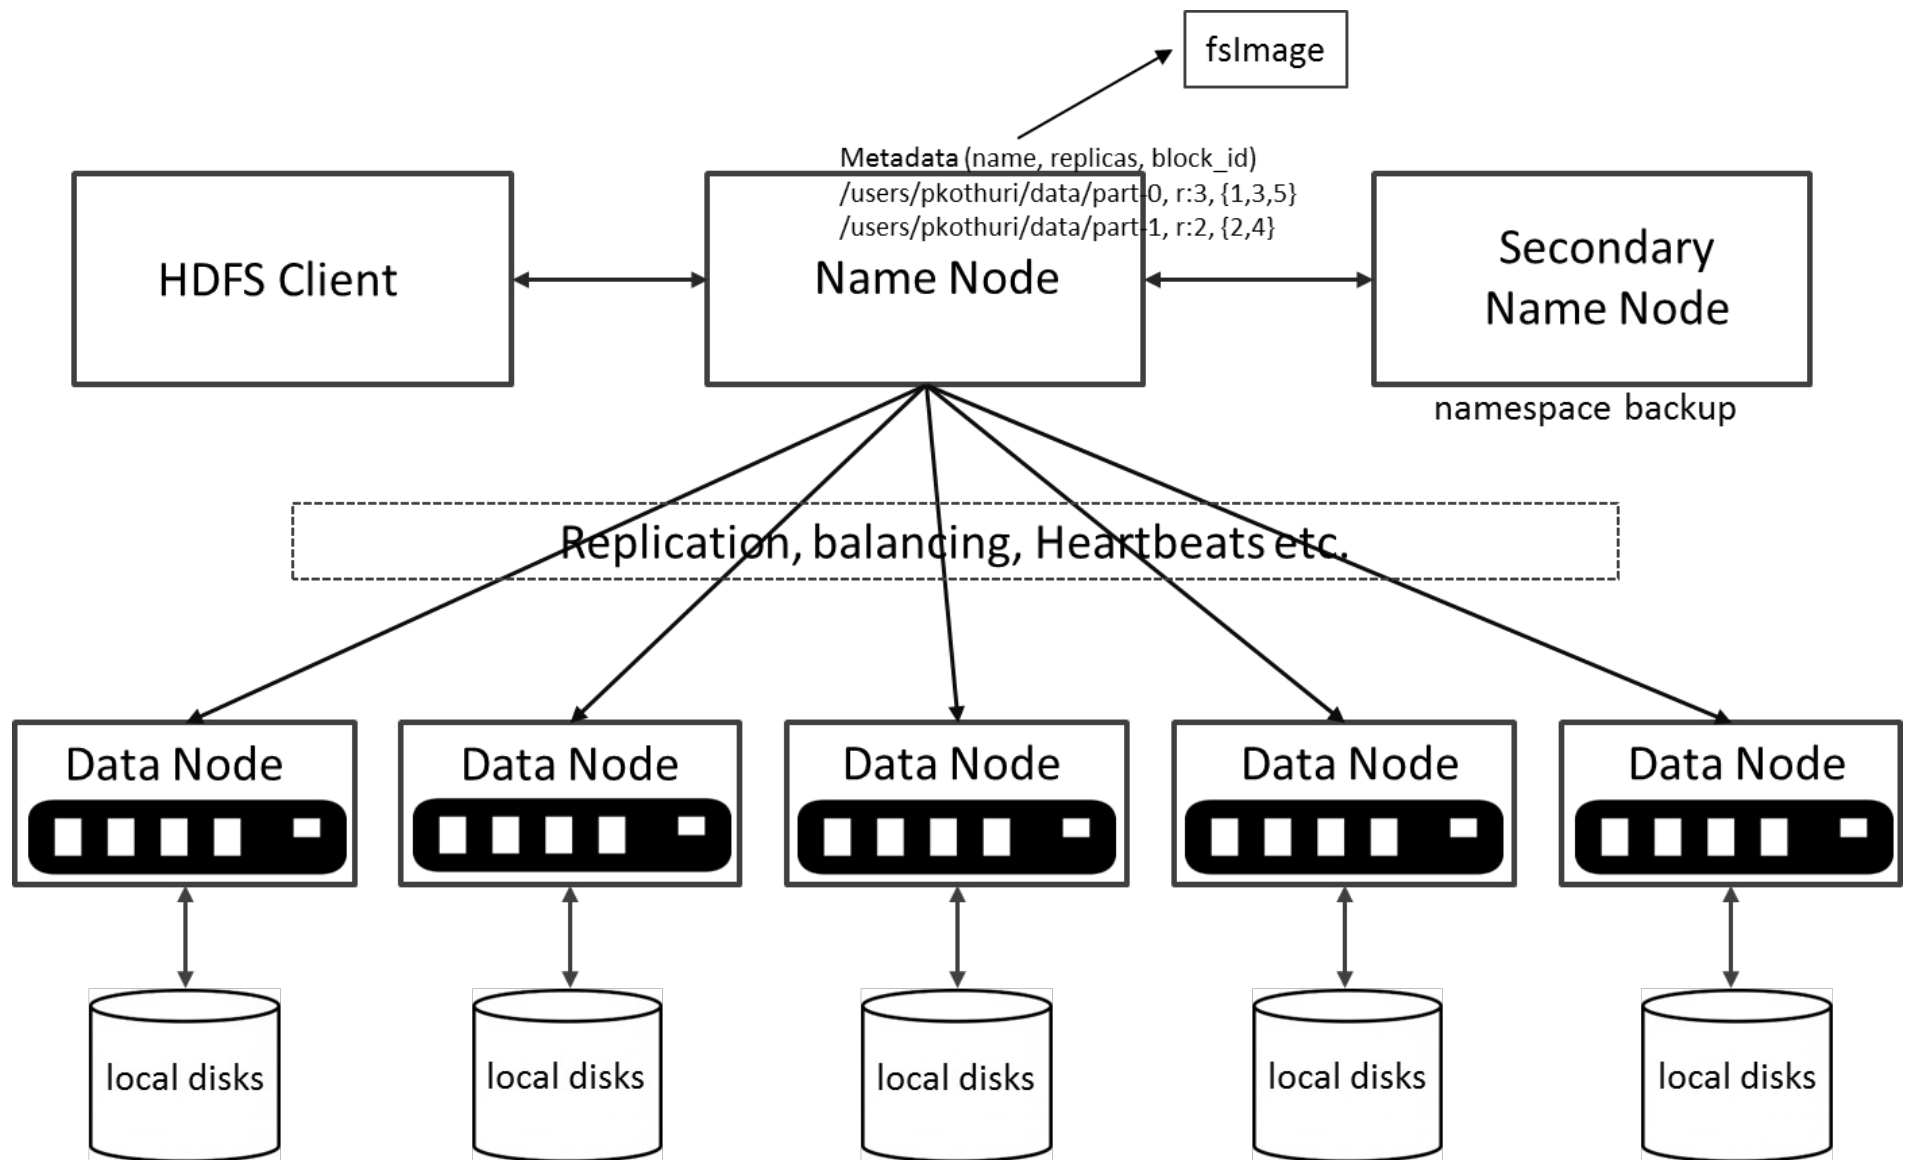 fsImage
Metadata (name, replicas, block_id)
/users/pkothuri/data/part-0, r:3, {1,3,5}
/users/pkothuri/data/part-1, r:2, {2,4}
HDFS Client
Name Node
Secondary
Name Node
namespace backup
Replication, balancing, Heartbeats etc.
Data Node
Data Node
Data Node
Data Node
Data Node
local disks
local disks
local disks
local disks
local disks